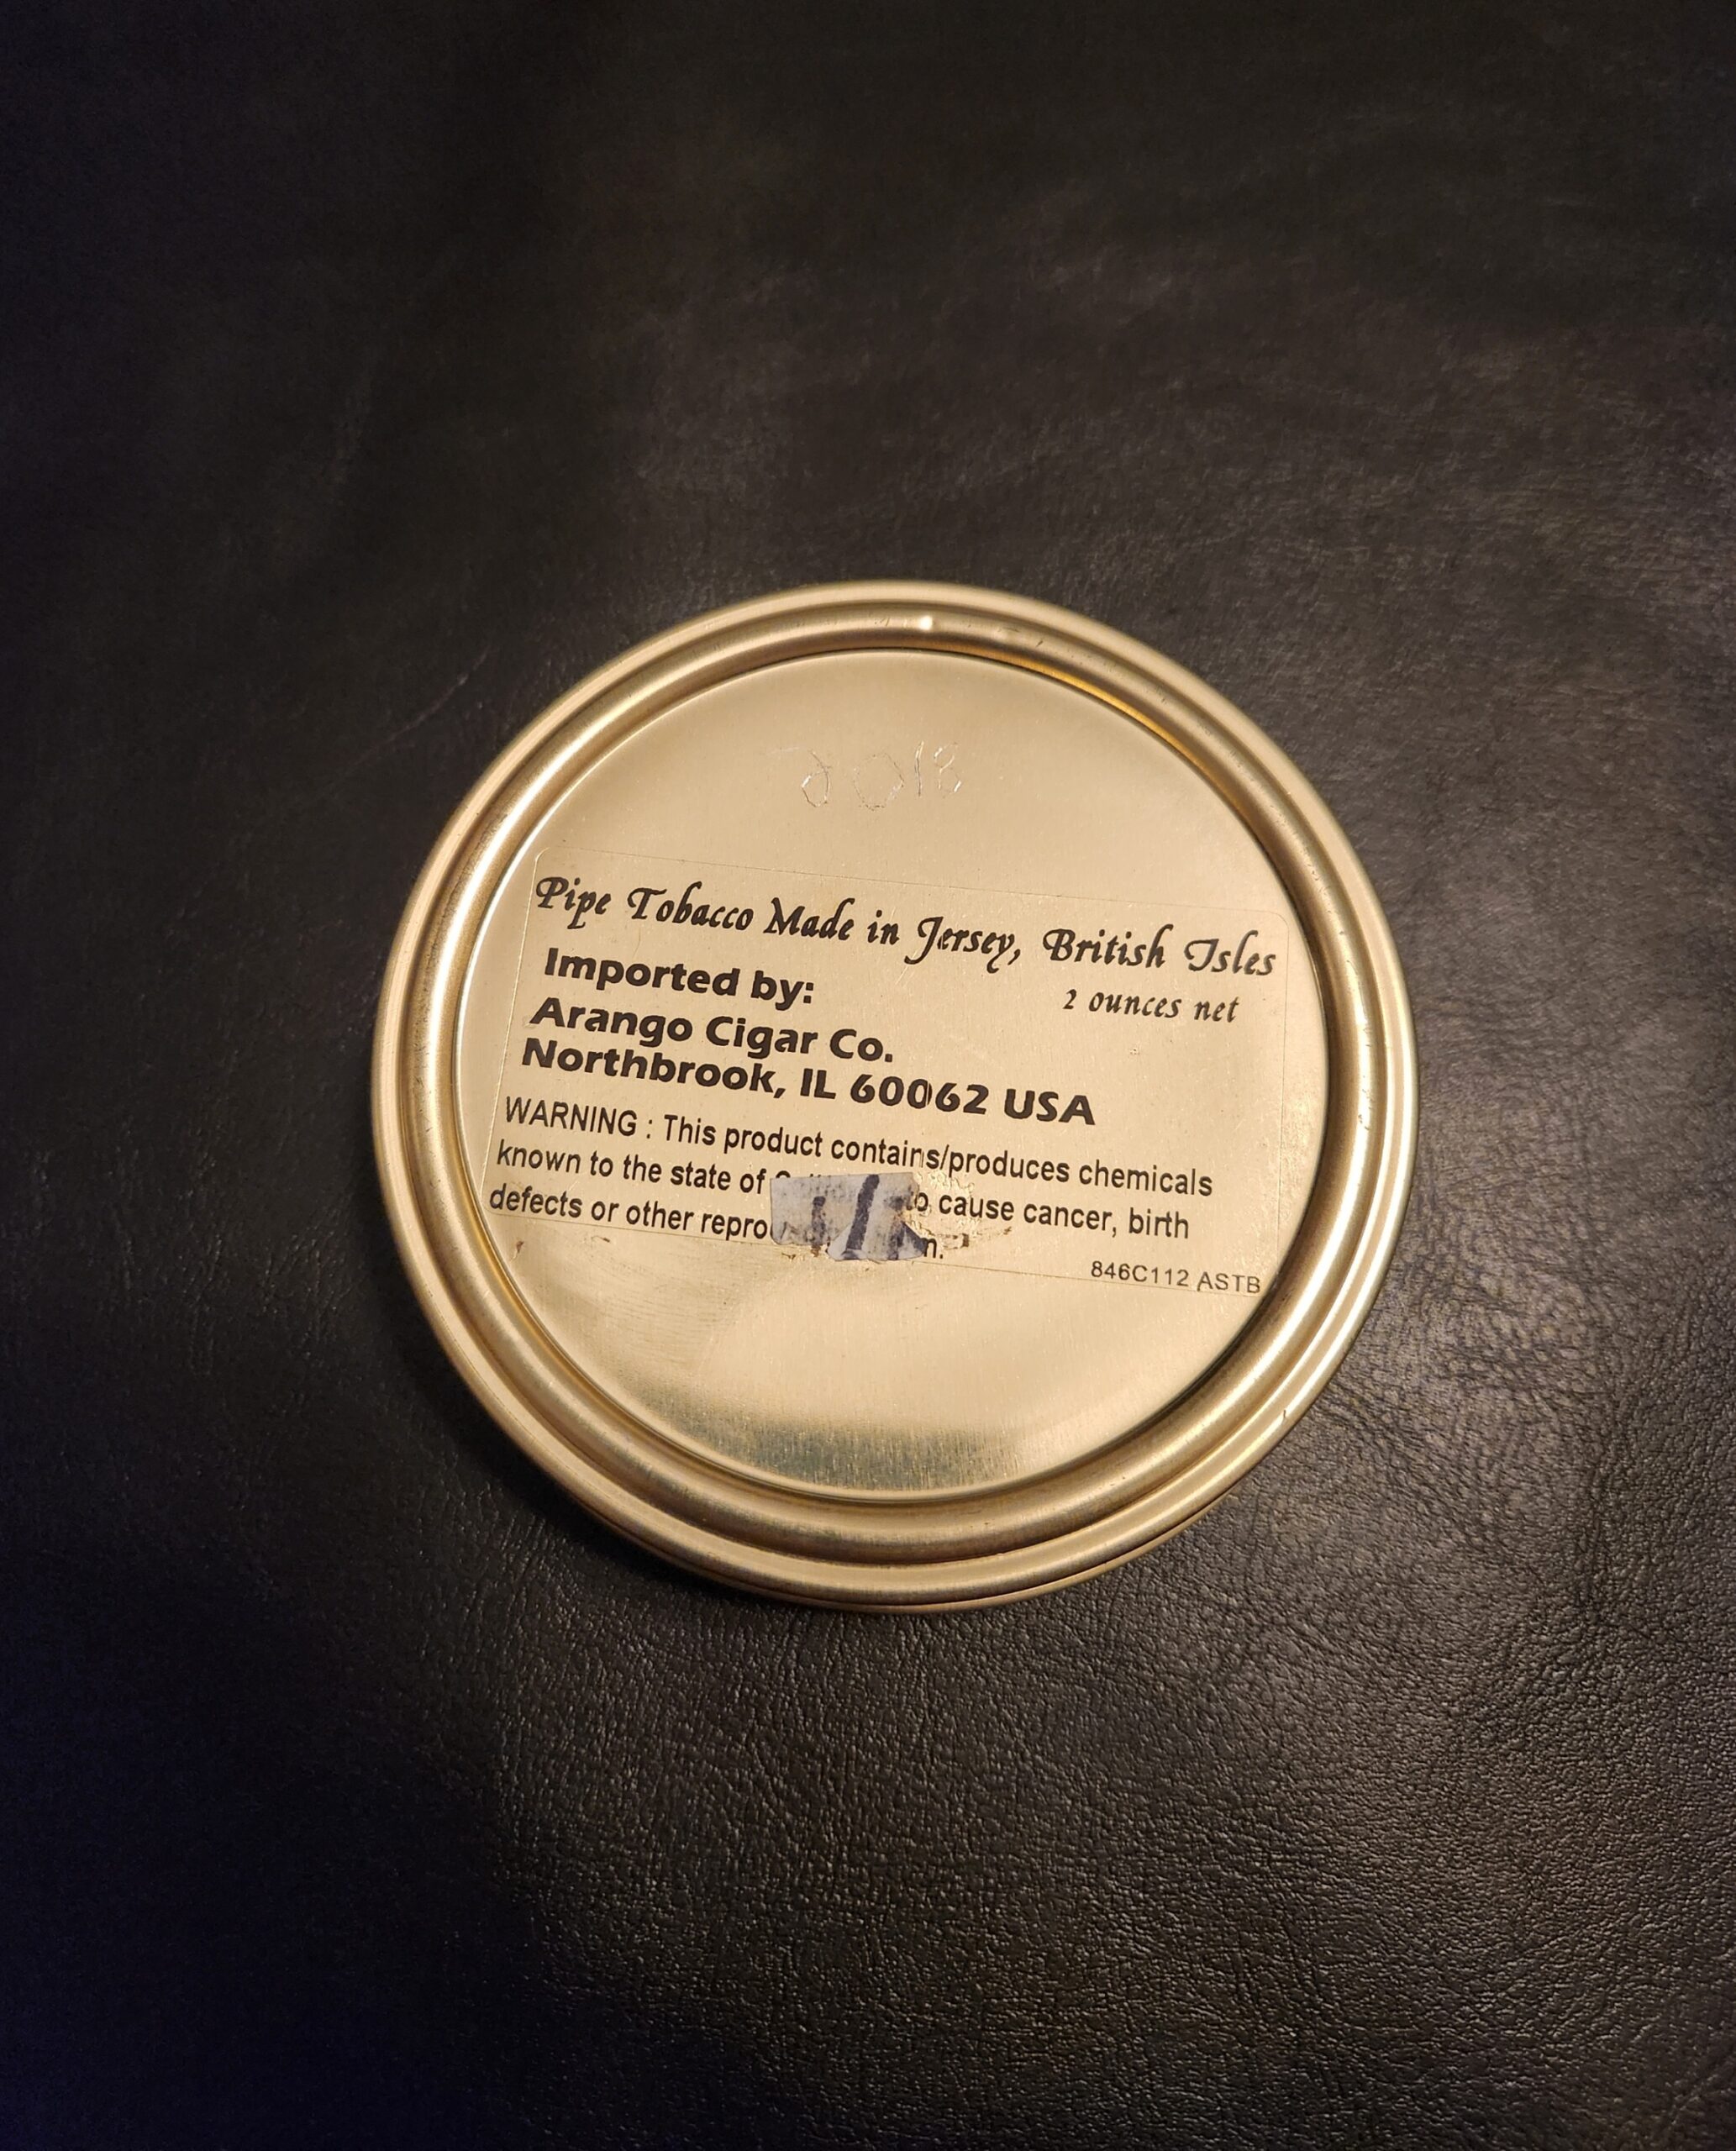 2018
Pipe Tobacco Made in Jersey, British Isles
2 ounces net
Imported by:
Arango Cigar Co.
Northbrook, IL 60062 USA
WARNING : This product contains/produces chemicals
known to the state of to cause cancer, birth
defects or other
846C112 ASTB